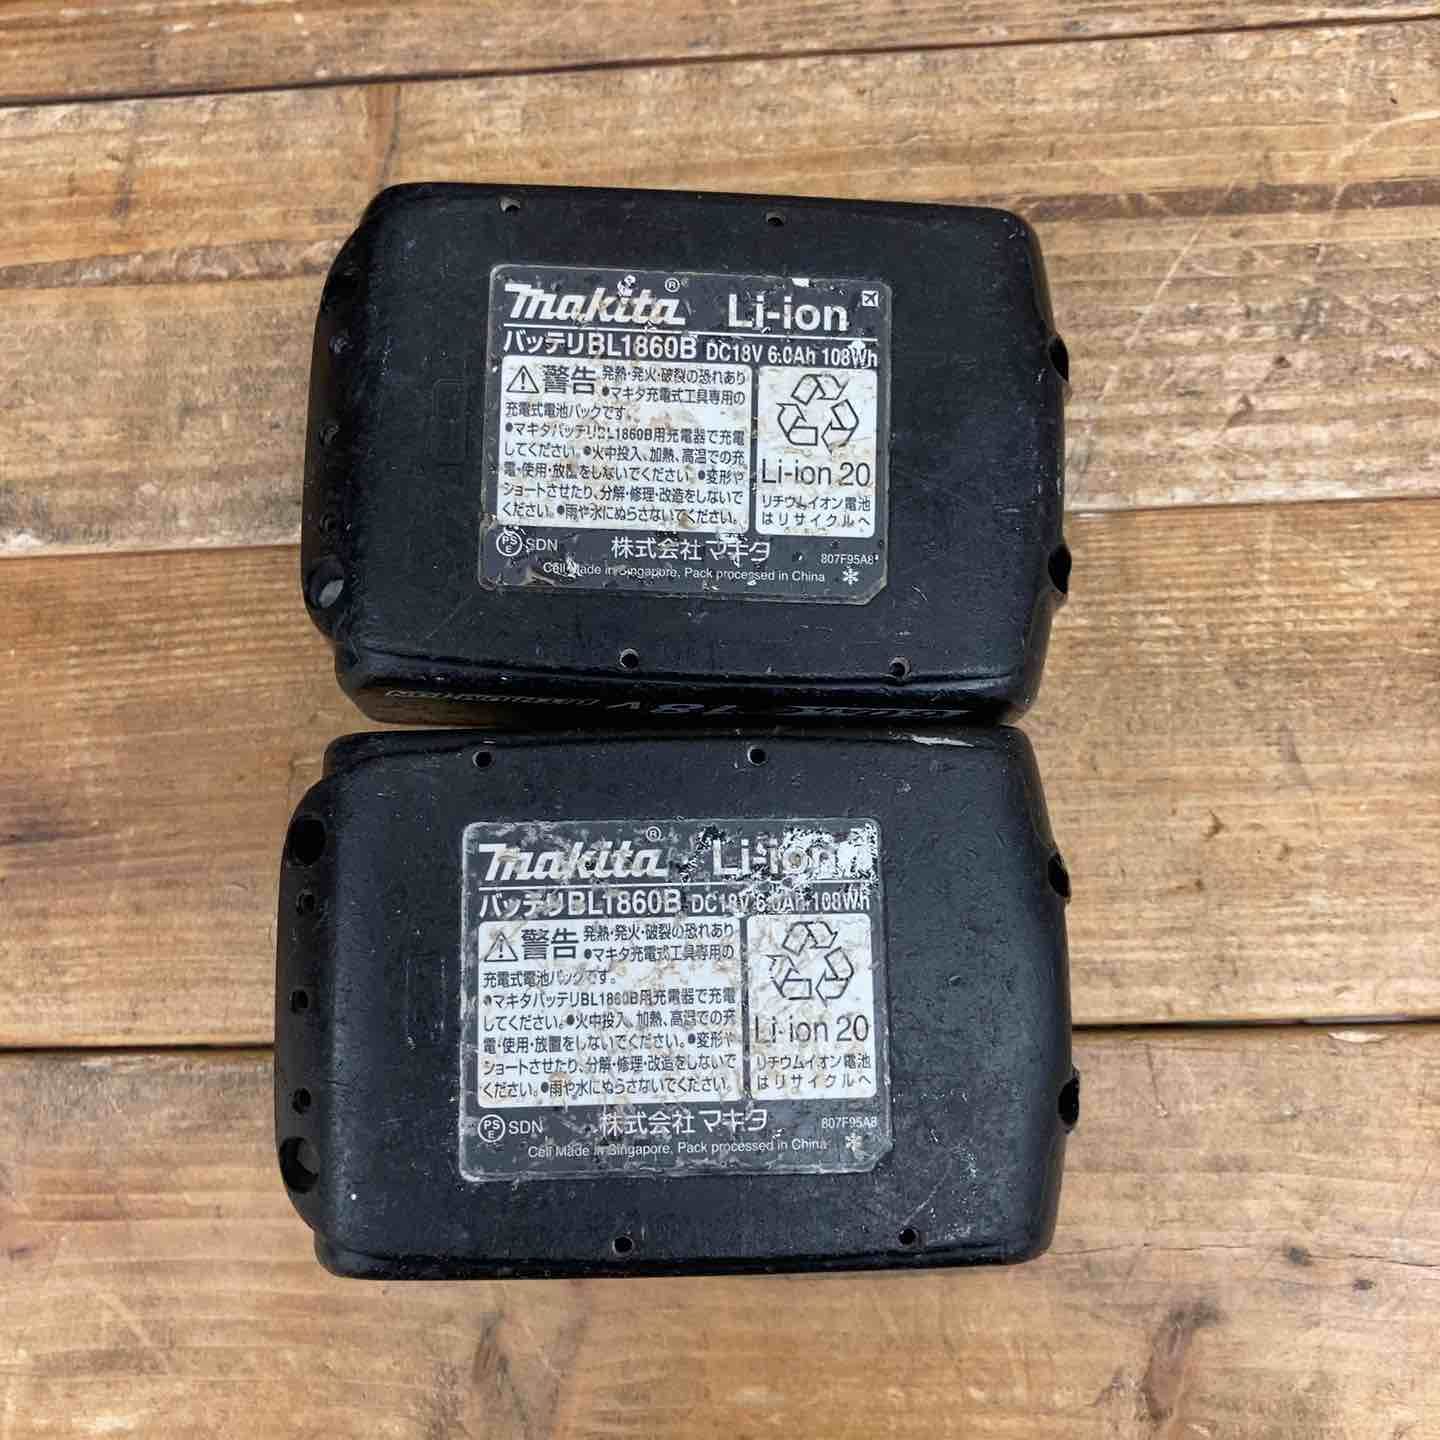 makita® Li-ion
バッテリBL1860B DC18V 6.0Ah 108Wh
警告 発熱・発火・破裂の恐れあり
●マキタ充電式工具専用の
充電式電池パックです。
●マキタバッテリBL1860B用充電器で充電
してください。●火中投入、加熱、高温での充
電・使用・放置をしないでください。●変形や
ショートさせたり、分解・修理・改造をしないで
ください。●雨や水にぬらさないでください。
Li-ion 20
リチウムイオン電池
はリサイクルへ
PSE SDN 株式会社マキタ 807F95A8
Cell Made in Singapore, Pack processed in China
18V
makita® Li-ion
バッテリBL1860B DC18V 6.0Ah 108Wh
警告 発熱・発火・破裂の恐れあり
●マキタ充電式工具専用の
充電式電池パックです。
●マキタバッテリBL1860B用充電器で充電
してください。●火中投入、加熱、高温での充
電・使用・放置をしないでください。●変形や
ショートさせたり、分解・修理・改造をしないで
ください。●雨や水にぬらさないでください。
Li-ion 20
リチウムイオン電池
はリサイクルへ
PSE SDN 株式会社マキタ 807F95A8
Cell Made in Singapore, Pack processed in China